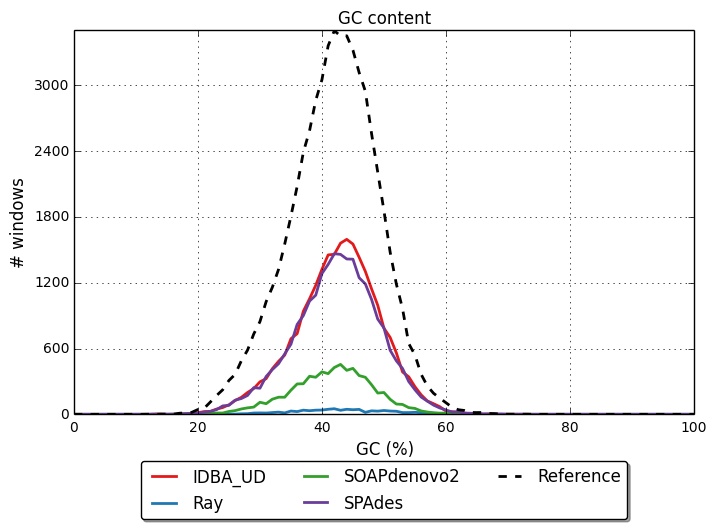 GC content
# windows
3000
2400
1800
1200
600
0
0 20 40 60 80 100
GC (%)
IDBA_UD SOAPdenovo2 Reference
Ray SPAdes